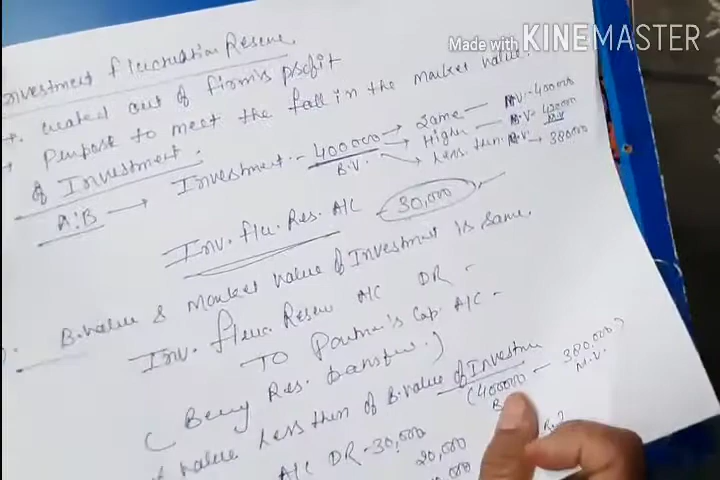 Made with KINEMASTER
Investment Fluctuation Reserve
→. created out of firm's profit
→ Purpose to meet the fall in the market value.
of Investment.
A:B → Investment - 400000 → Same — M.V.-400000
B.V. → Higher —
→ Less than → 380000
Inv. flu. Res. A/c 30,000
B.value & Market value of Investment is same.
Inv. fluc. Reserve A/c DR -
To Partner's Cap. A/c -
( Being Res. transfer. )
value Less then of B.value of Investment
(400000 - 380,000)
M.V.
A/c DR - 30,000
20,000